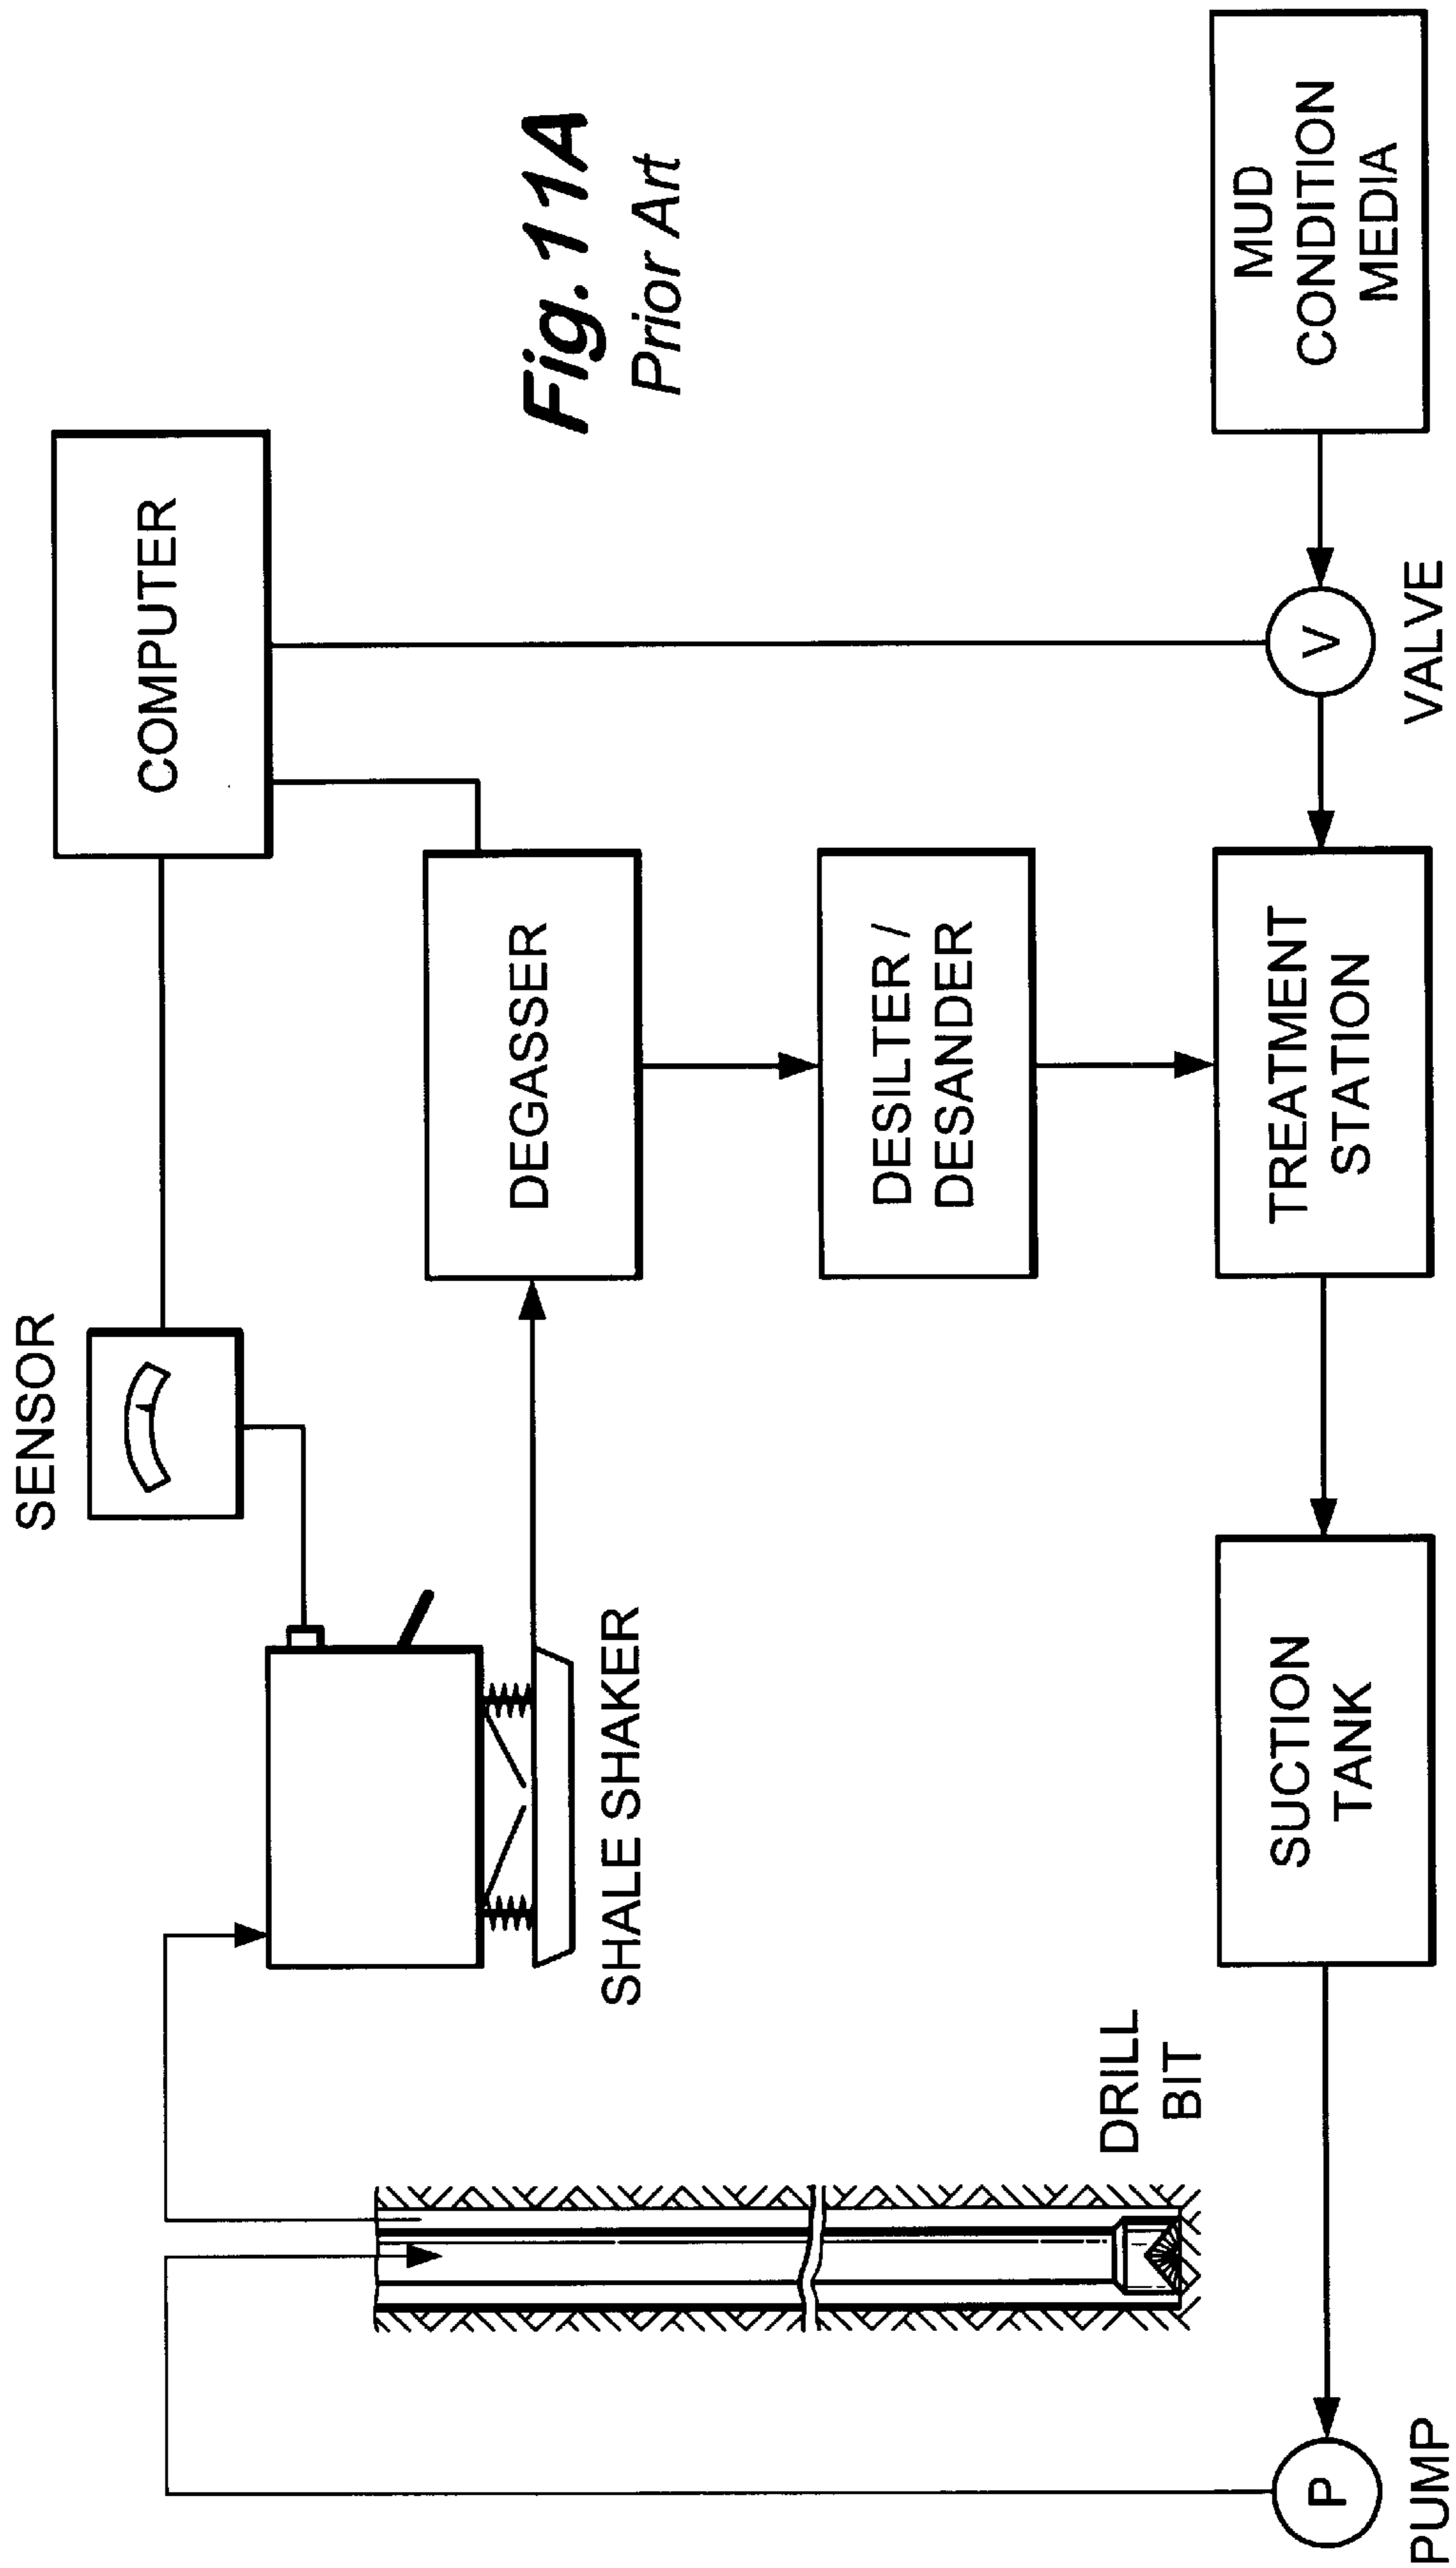 SENSOR
COMPUTER
Fig. 11A
Prior Art
SHALE SHAKER
DEGASSER
DESILTER /
DESANDER
DRILL
BIT
P
PUMP
SUCTION
TANK
TREATMENT
STATION
V
VALVE
MUD
CONDITION
MEDIA